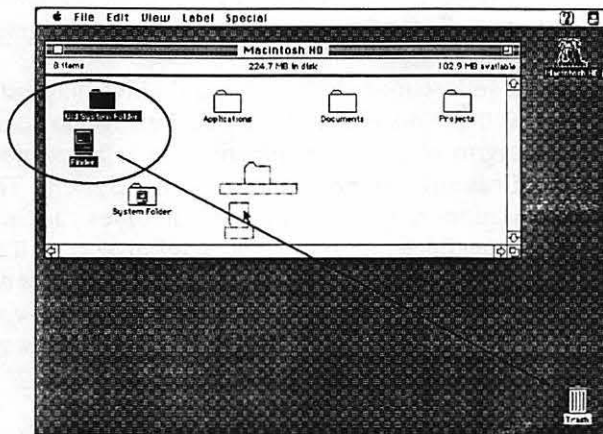 File Edit View Label Special
Macintosh HD
8 items 224.7 MB in disk 102.9 MB available
Old System Folder Applications Documents Projects
Finder
System Folder
Macintosh HD
Trash